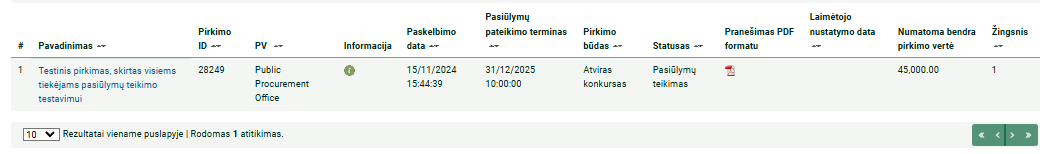 # Pavadinimas Pirkimo ID PV Informacija Paskelbimo data Pasiūlymų pateikimo terminas Pirkimo būdas Statusas Pranešimas PDF formatu Laimėtojo nustatymo data Numatoma bendra pirkimo vertė Žingsnis
1 Testinis pirkimas, skirtas visiems tiekėjams pasiūlymų teikimo testavimui 28249 Public Procurement Office 15/11/2024 15:44:39 31/12/2025 10:00:00 Atviras konkursas Pasiūlymų teikimas 45,000.00 1
10 Rezultatai viename puslapyje | Rodomas 1 atitikimas.